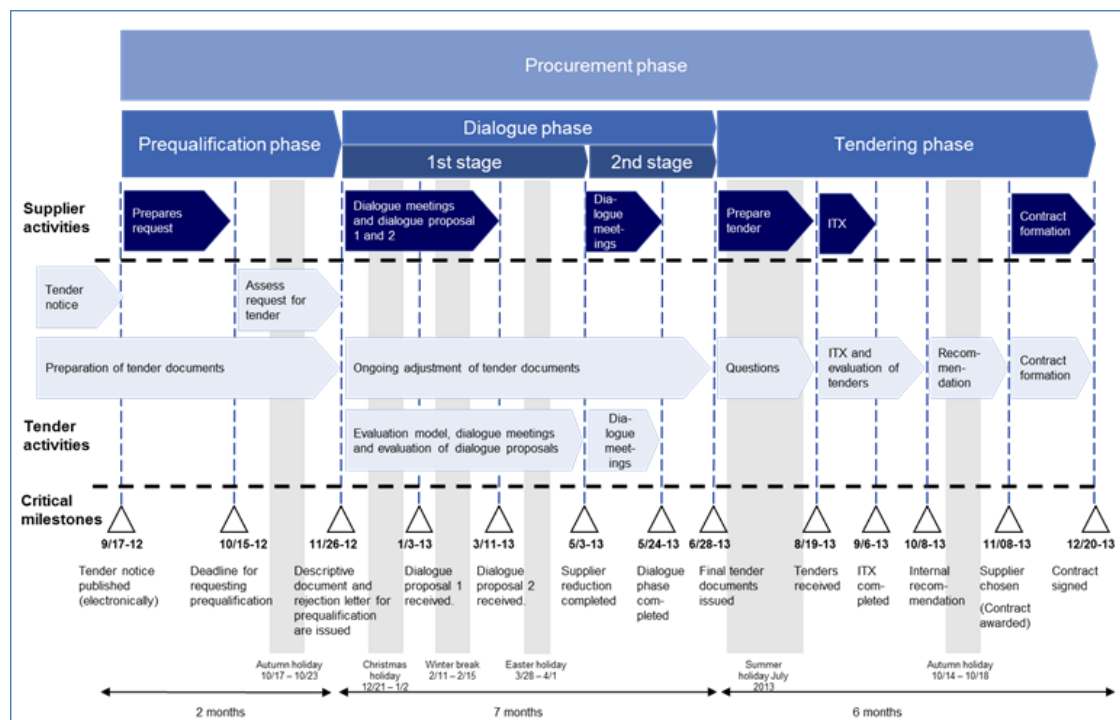 Procurement phase
Prequalification phase
Dialogue phase
1st stage
2nd stage
Tendering phase
Supplier
activities
Prepares
request
Dialogue meetings
and dialogue proposal
1 and 2
Dia-
logue
meet-
ings
Prepare
tender
ITX
Contract
formation
Tender
notice
Assess
request for
tender
Preparation of tender documents
Ongoing adjustment of tender documents
Questions
ITX and
evaluation of
tenders
Recom-
men-
dation
Contract
formation
Tender
activities
Evaluation model, dialogue meetings
and evaluation of dialogue proposals
Dia-
logue
meet-
ings
Critical
milestones
9/17-12
10/15-12
11/26-12
1/3-13
3/11-13
5/3-13
5/24-13
6/28-13
8/19-13
9/6-13
10/8-13
11/08-13
12/20-13
Tender notice
published
(electronically)
Deadline for
requesting
prequalification
Descriptive
document and
rejection letter for
prequalification
are issued
Dialogue
proposal 1
received.
Dialogue
proposal 2
received.
Supplier
reduction
completed
Dialogue
phase
com-
pleted
Final tender
documents
issued
Tenders
received
ITX
com-
pleted
Internal
recom-
mendation
Supplier
chosen
(Contract
awarded)
Contract
signed
Autumn holiday
10/17 – 10/23
Christmas
holiday
12/21 – 1/2
Winter break
2/11 – 2/15
Easter holiday
3/28 – 4/1
Summer
holiday July
2013
Autumn holiday
10/14 – 10/18
2 months
7 months
6 months